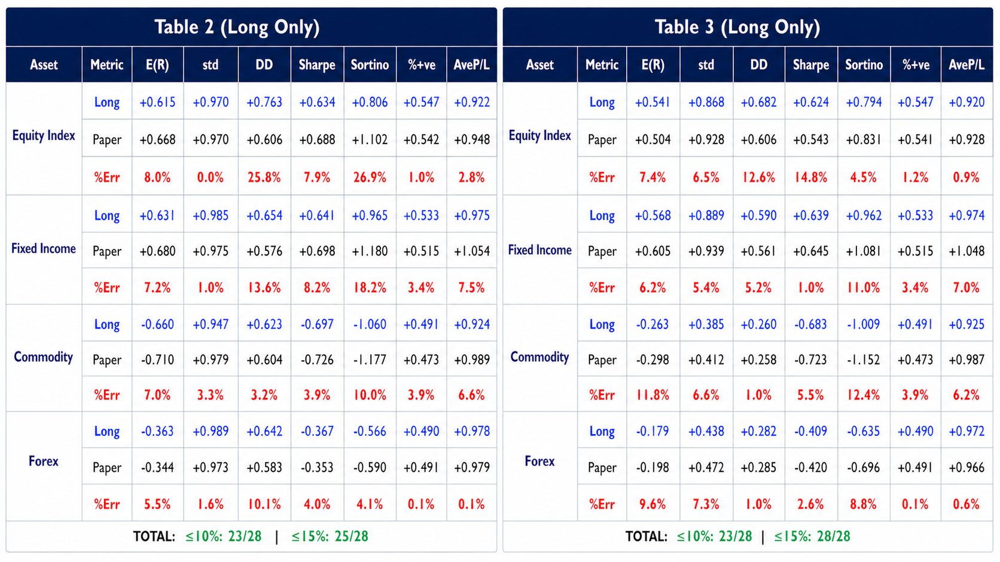 Table 2 (Long Only)
Asset Metric E(R) std DD Sharpe Sortino %+ve AveP/L
Long +0.615 +0.970 +0.763 +0.634 +0.806 +0.547 +0.922
Equity Index Paper +0.668 +0.970 +0.606 +0.688 +1.102 +0.542 +0.948
%Err 8.0% 0.0% 25.8% 7.9% 26.9% 1.0% 2.8%
Long +0.631 +0.985 +0.654 +0.641 +0.965 +0.533 +0.975
Fixed Income Paper +0.680 +0.975 +0.576 +0.698 +1.180 +0.515 +1.054
%Err 7.2% 1.0% 13.6% 8.2% 18.2% 3.4% 7.5%
Long -0.660 +0.947 +0.623 -0.697 -1.060 +0.491 +0.924
Commodity Paper -0.710 +0.979 +0.604 -0.726 -1.177 +0.473 +0.989
%Err 7.0% 3.3% 3.2% 3.9% 10.0% 3.9% 6.6%
Long -0.363 +0.989 +0.642 -0.367 -0.566 +0.490 +0.978
Forex Paper -0.344 +0.973 +0.583 -0.353 -0.590 +0.491 +0.979
%Err 5.5% 1.6% 10.1% 4.0% 4.1% 0.1% 0.1%
TOTAL: ≤10%: 23/28 | ≤15%: 25/28
Table 3 (Long Only)
Asset Metric E(R) std DD Sharpe Sortino %+ve AveP/L
Long +0.541 +0.868 +0.682 +0.624 +0.794 +0.547 +0.920
Equity Index Paper +0.504 +0.928 +0.606 +0.543 +0.831 +0.541 +0.928
%Err 7.4% 6.5% 12.6% 14.8% 4.5% 1.2% 0.9%
Long +0.568 +0.889 +0.590 +0.639 +0.962 +0.533 +0.974
Fixed Income Paper +0.605 +0.939 +0.561 +0.645 +1.081 +0.515 +1.048
%Err 6.2% 5.4% 5.2% 1.0% 11.0% 3.4% 7.0%
Long -0.263 +0.385 +0.260 -0.683 -1.009 +0.491 +0.925
Commodity Paper -0.298 +0.412 +0.258 -0.723 -1.152 +0.473 +0.987
%Err 11.8% 6.6% 1.0% 5.5% 12.4% 3.9% 6.2%
Long -0.179 +0.438 +0.282 -0.409 -0.635 +0.490 +0.972
Forex Paper -0.198 +0.472 +0.285 -0.420 -0.696 +0.491 +0.966
%Err 9.6% 7.3% 1.0% 2.6% 8.8% 0.1% 0.6%
TOTAL: ≤10%: 23/28 | ≤15%: 28/28